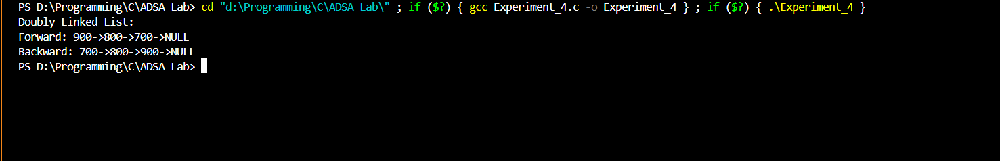 PS D:\Programming\C\ADSA Lab> cd "d:\Programming\C\ADSA Lab\" ; if ($?) { gcc Experiment_4.c -o Experiment_4 } ; if ($?) { .\Experiment_4 }
Doubly Linked List:
Forward: 900->800->700->NULL
Backward: 700->800->900->NULL
PS D:\Programming\C\ADSA Lab>